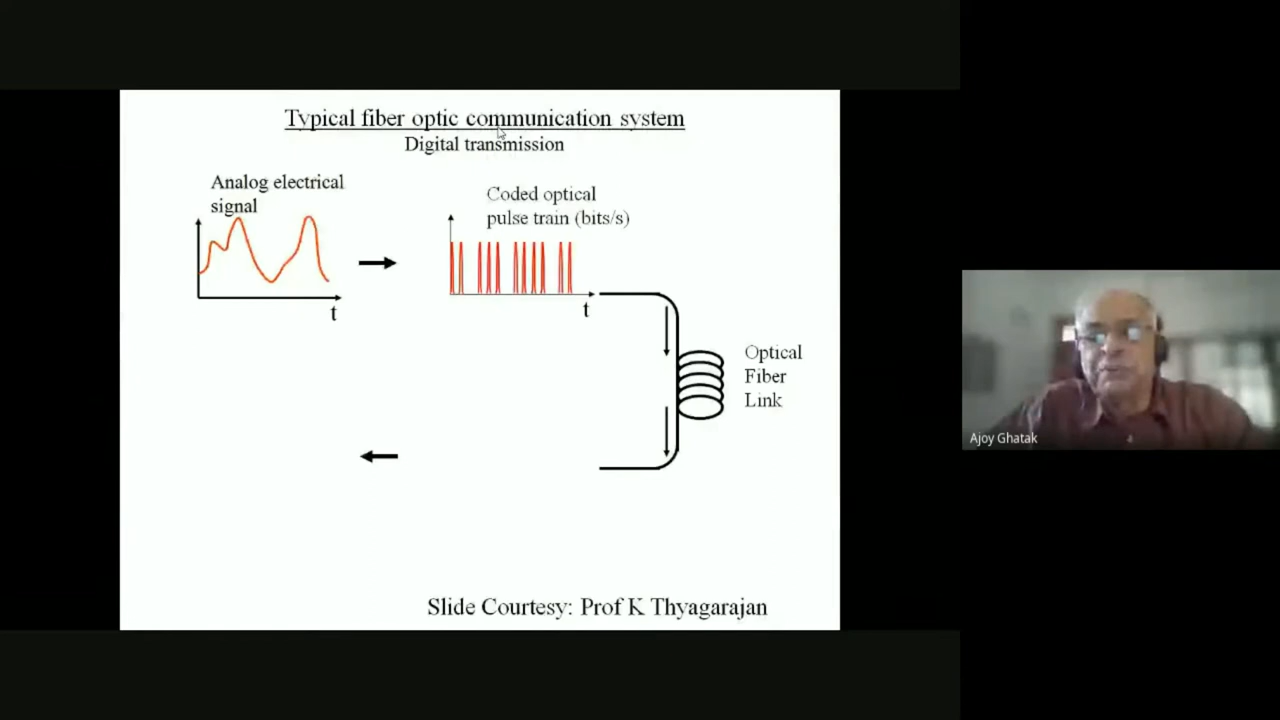 Typical fiber optic communication system
Digital transmission
Analog electrical
signal
t
Coded optical
pulse train (bits/s)
t
Optical
Fiber
Link
Slide Courtesy: Prof K Thyagarajan
Ajoy Ghatak